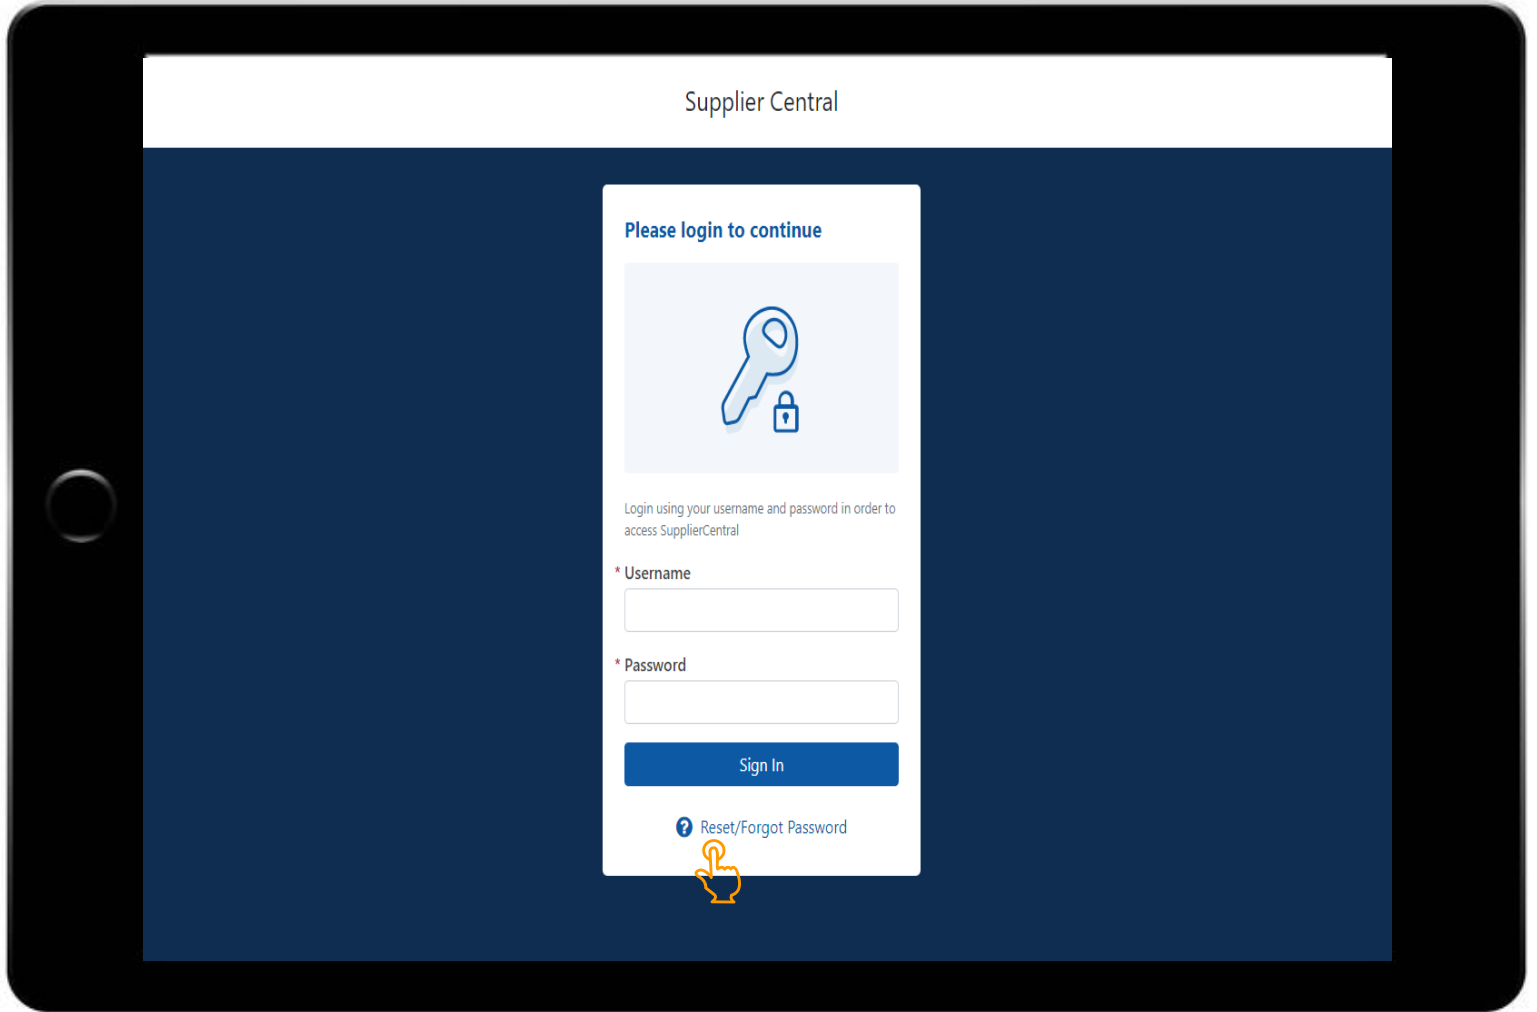 Supplier Central
Please login to continue
Login using your username and password in order to
access SupplierCentral
* Username
* Password
Sign In
? Reset/Forgot Password